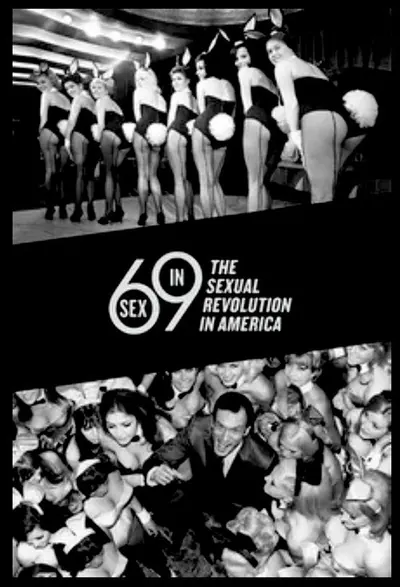 SEX IN 69
THE
SEXUAL
REVOLUTION
IN AMERICA